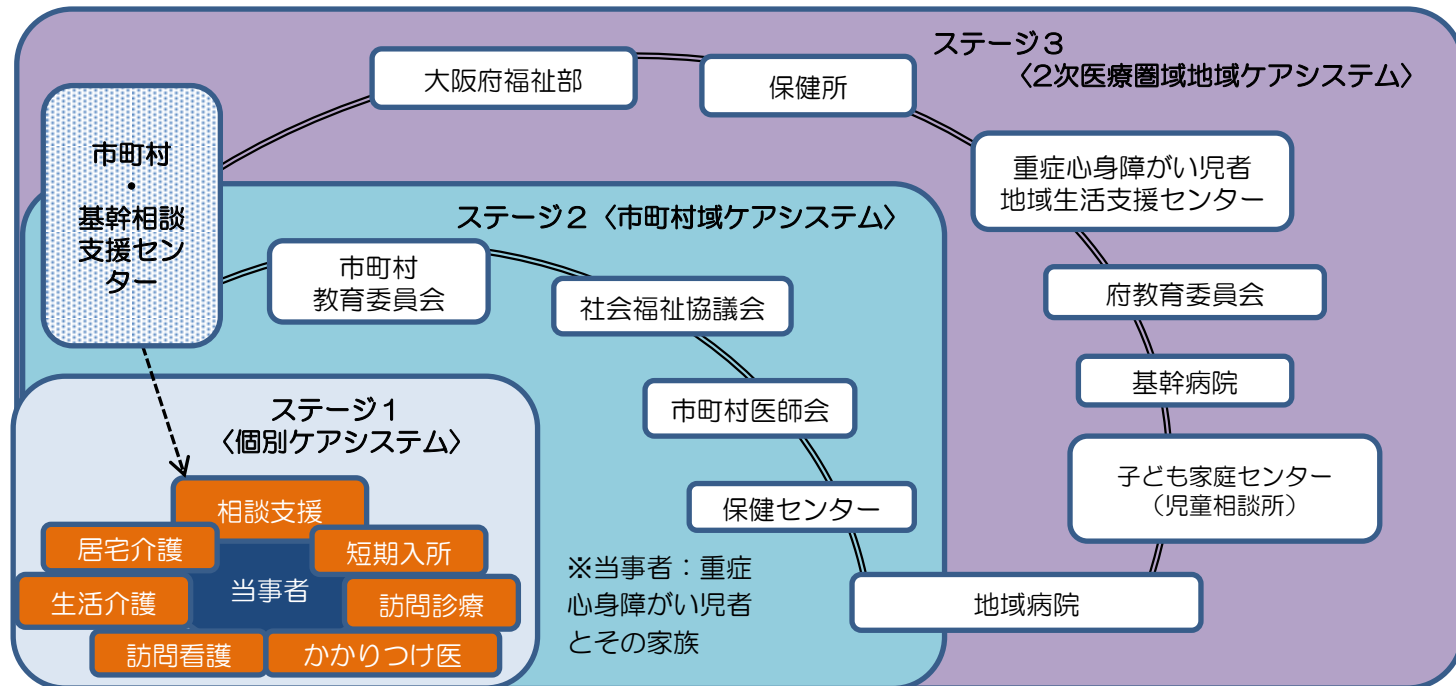 ステージ３
〈2次医療圏域地域ケアシステム〉
大阪府福祉部
保健所
市町村
・
基幹相談
支援セン
ター
重症心身障がい児者
地域生活支援センター
ステージ２〈市町村域ケアシステム〉
市町村
教育委員会
社会福祉協議会
府教育委員会
基幹病院
市町村医師会
ステージ１
〈個別ケアシステム〉
子ども家庭センター
（児童相談所）
保健センター
相談支援
居宅介護
短期入所
当事者
生活介護
訪問診療
訪問看護
かかりつけ医
※当事者：重症
心身障がい児者
とその家族
地域病院